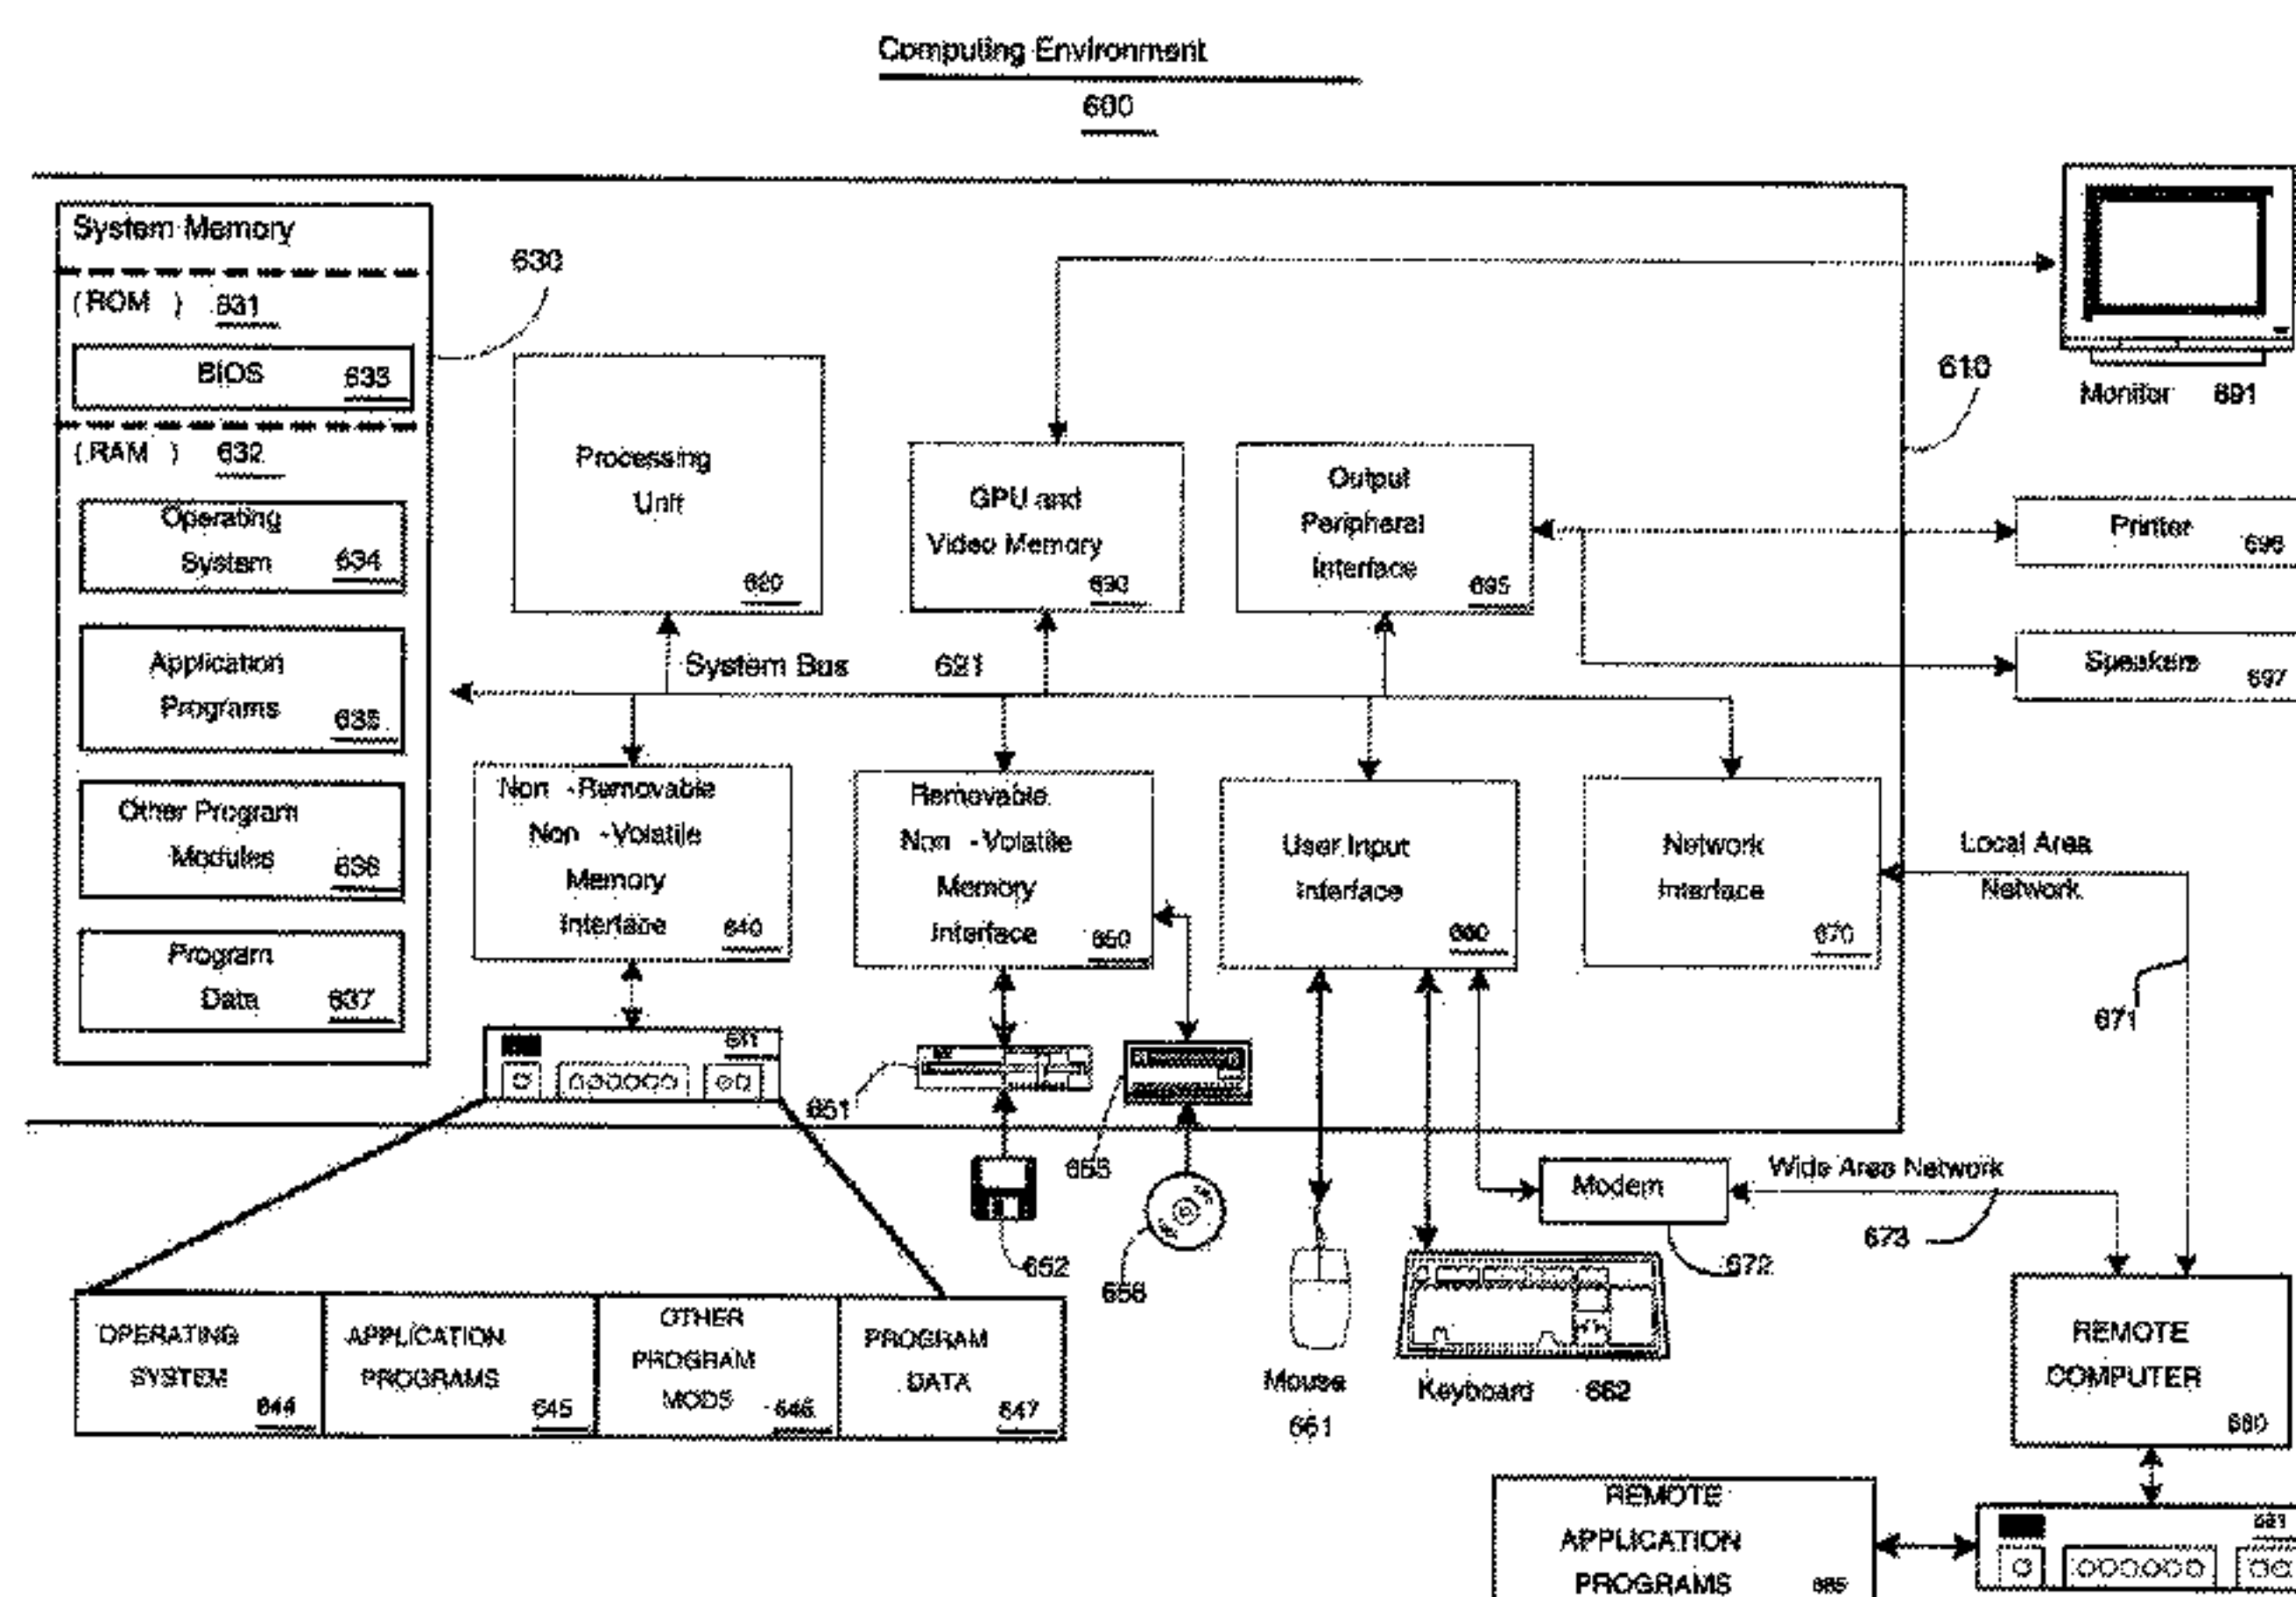 Computing Environment
600
System Memory
630
(ROM ) 631
BIOS 633
(RAM ) 632
Operating
System 634
Application
Programs 635
Other Program
Modules 636
Program
Data 637
Processing
Unit
620
GPU and
Video Memory
690
Output
Peripheral
Interface 695
610
Monitor 691
Printer 696
Speakers 697
System Bus 621
Non -Removable
Non -Volatile
Memory
Interface 640
Removable
Non -Volatile
Memory
Interface 650
User Input
Interface
660
Network
Interface
670
Local Area
Network
671
651
655
652
656
Modem
672
Wide Area Network
673
Mouse
661
Keyboard 662
OPERATING
SYSTEM
644
APPLICATION
PROGRAMS
645
OTHER
PROGRAM
MODS 646
PROGRAM
DATA
647
REMOTE
COMPUTER
680
REMOTE
APPLICATION
PROGRAMS 685